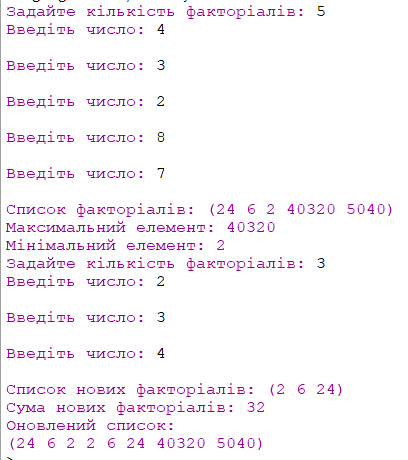 Задайте кількість факторіалів: 5
Введіть число: 4
Введіть число: 3
Введіть число: 2
Введіть число: 8
Введіть число: 7
Список факторіалів: (24 6 2 40320 5040)
Максимальний елемент: 40320
Мінімальний елемент: 2
Задайте кількість факторіалів: 3
Введіть число: 2
Введіть число: 3
Введіть число: 4
Список нових факторіалів: (2 6 24)
Сума нових факторіалів: 32
Оновлений список:
(24 6 2 2 6 24 40320 5040)